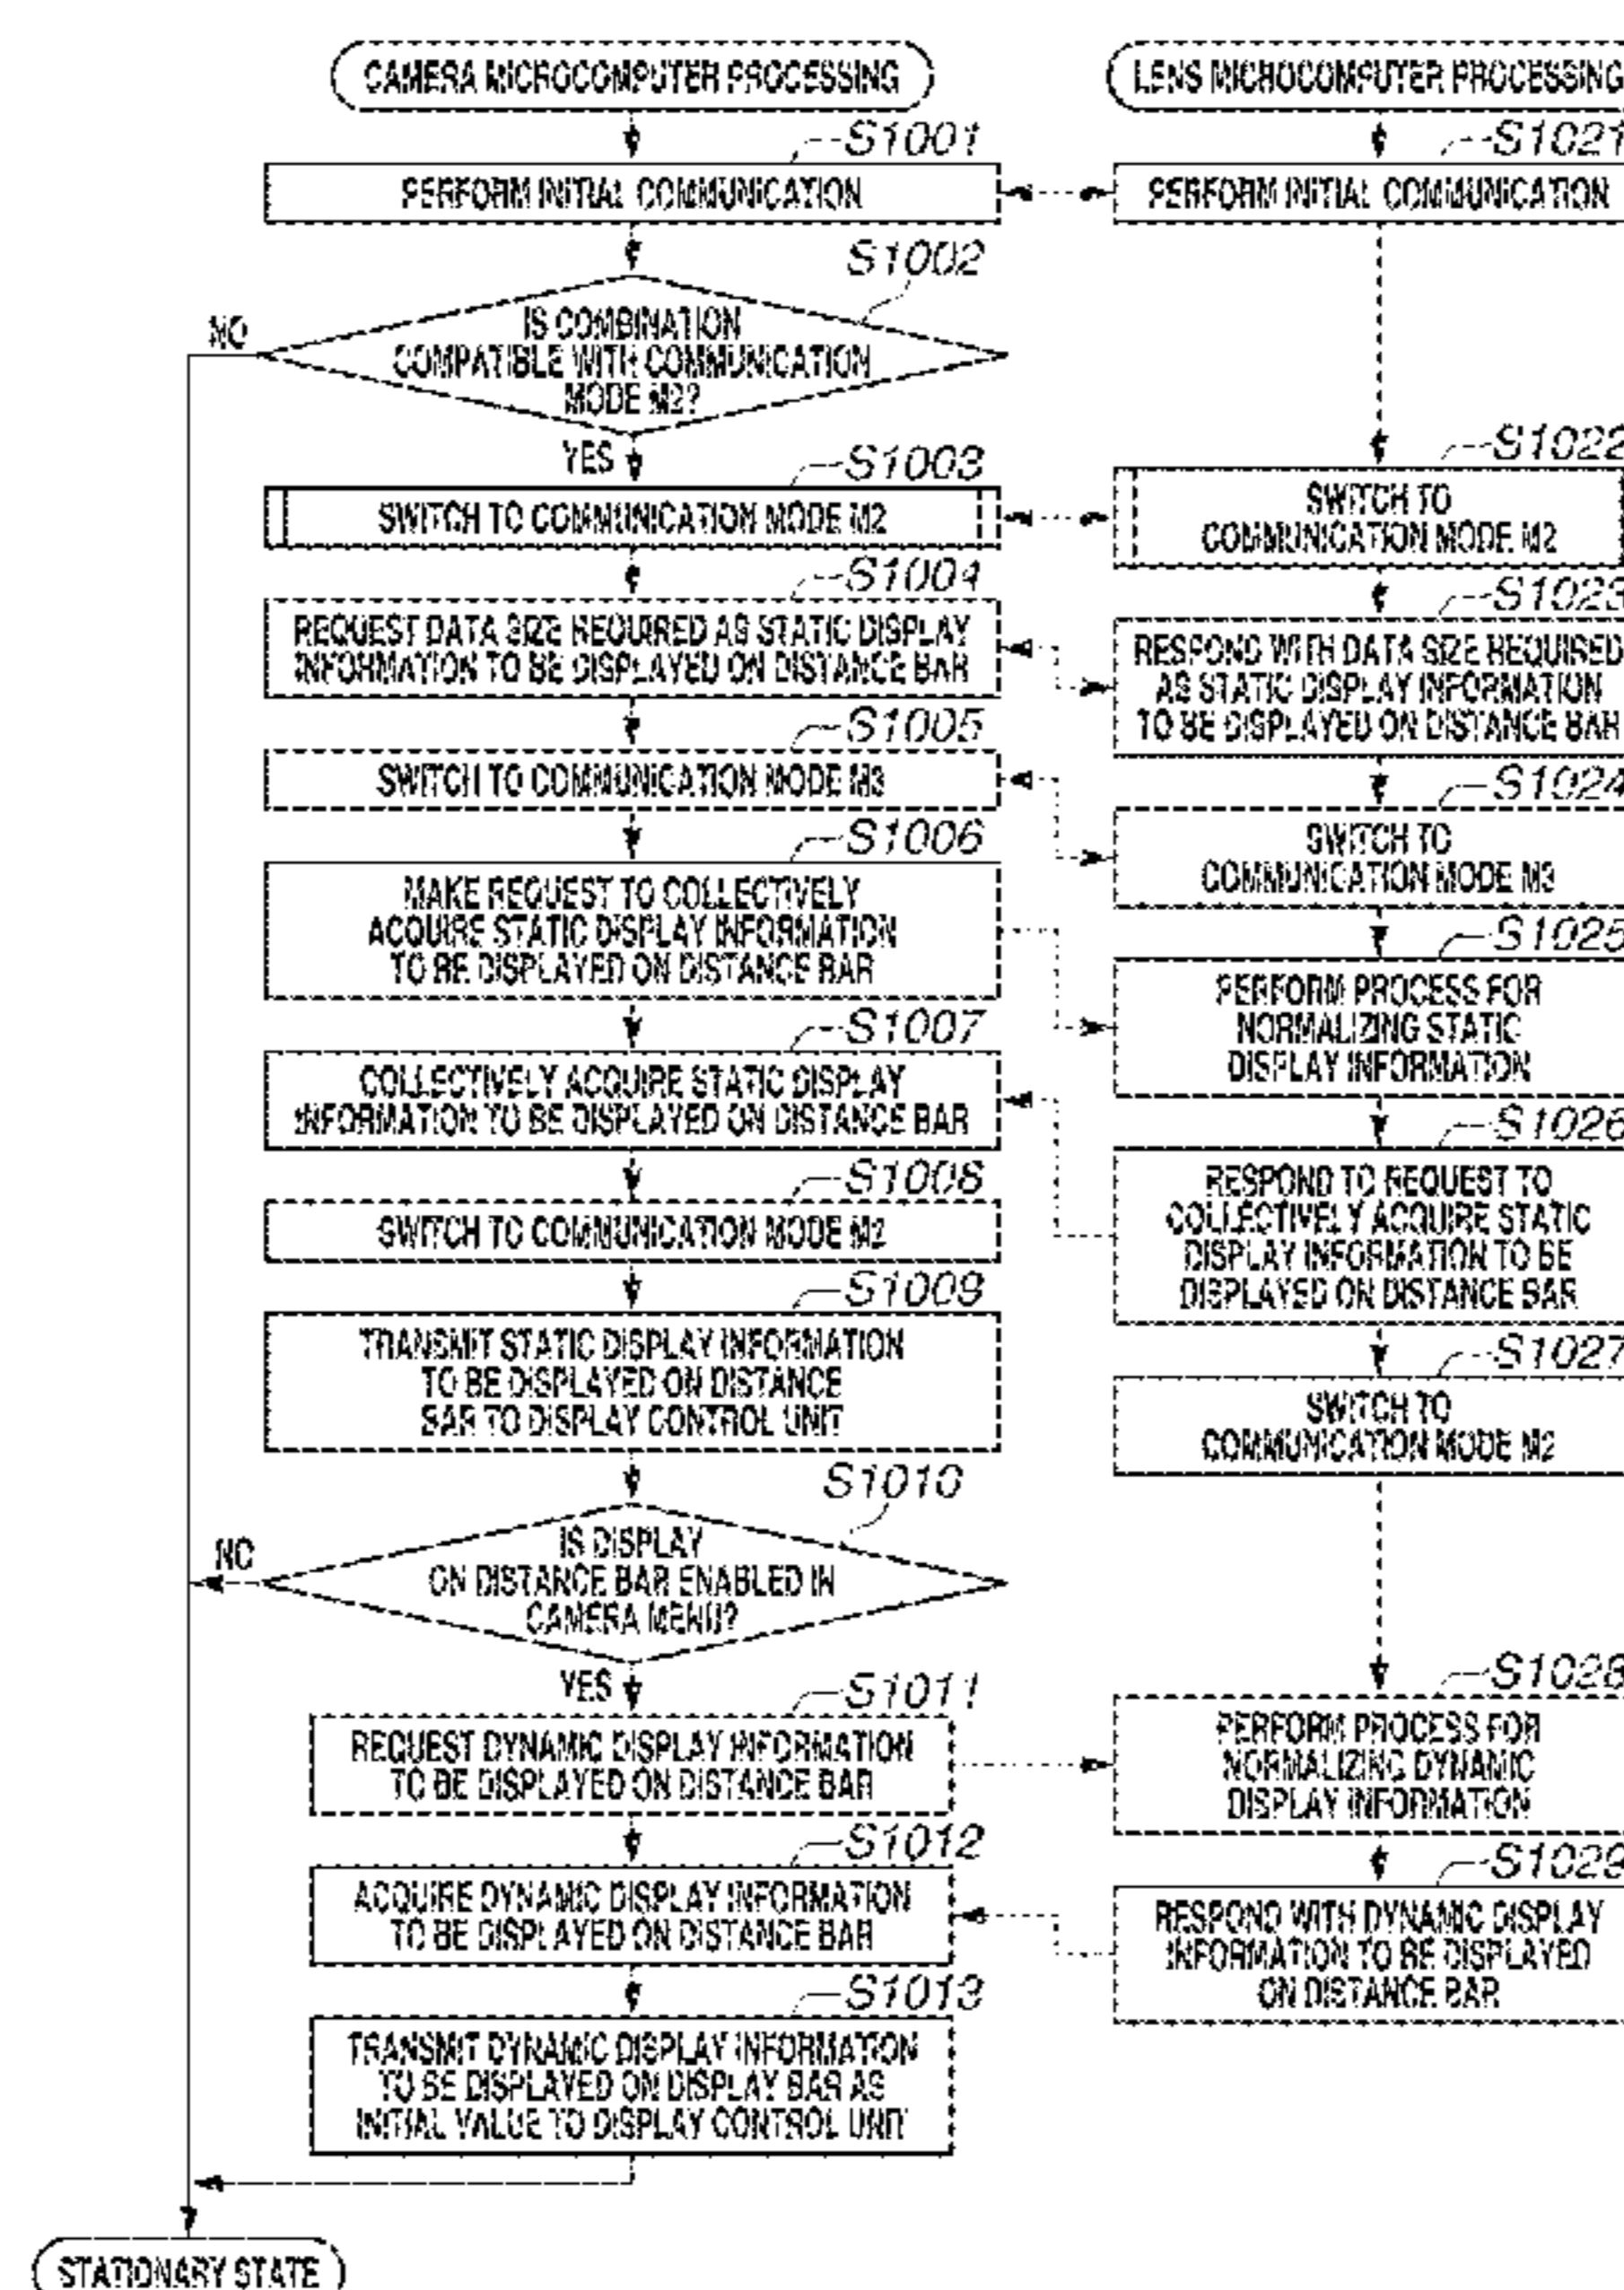 CAMERA MICROCOMPUTER PROCESSING
S1001
PERFORM INITIAL COMMUNICATION
S1002
IS COMBINATION
COMPATIBLE WITH COMMUNICATION
MODE M2?
NO
YES
S1003
SWITCH TO COMMUNICATION MODE M2
S1004
REQUEST DATA SIZE REQUIRED AS STATIC DISPLAY
INFORMATION TO BE DISPLAYED ON DISTANCE BAR
S1005
SWITCH TO COMMUNICATION MODE M3
S1006
MAKE REQUEST TO COLLECTIVELY
ACQUIRE STATIC DISPLAY INFORMATION
TO BE DISPLAYED ON DISTANCE BAR
S1007
COLLECTIVELY ACQUIRE STATIC DISPLAY
INFORMATION TO BE DISPLAYED ON DISTANCE BAR
S1008
SWITCH TO COMMUNICATION MODE M2
S1009
TRANSMIT STATIC DISPLAY INFORMATION
TO BE DISPLAYED ON DISTANCE
BAR TO DISPLAY CONTROL UNIT
S1010
IS DISPLAY
ON DISTANCE BAR ENABLED IN
CAMERA MENU?
NO
YES
S1011
REQUEST DYNAMIC DISPLAY INFORMATION
TO BE DISPLAYED ON DISTANCE BAR
S1012
ACQUIRE DYNAMIC DISPLAY INFORMATION
TO BE DISPLAYED ON DISTANCE BAR
S1013
TRANSMIT DYNAMIC DISPLAY INFORMATION
TO BE DISPLAYED ON DISPLAY BAR AS
INITIAL VALUE TO DISPLAY CONTROL UNIT
STATIONARY STATE
LENS MICROCOMPUTER PROCESSING
S1021
PERFORM INITIAL COMMUNICATION
S1022
SWITCH TO
COMMUNICATION MODE M2
S1023
RESPOND WITH DATA SIZE REQUIRED
AS STATIC DISPLAY INFORMATION
TO BE DISPLAYED ON DISTANCE BAR
S1024
SWITCH TO
COMMUNICATION MODE M3
S1025
PERFORM PROCESS FOR
NORMALIZING STATIC
DISPLAY INFORMATION
S1026
RESPOND TO REQUEST TO
COLLECTIVELY ACQUIRE STATIC
DISPLAY INFORMATION TO BE
DISPLAYED ON DISTANCE BAR
S1027
SWITCH TO
COMMUNICATION MODE M2
S1028
PERFORM PROCESS FOR
NORMALIZING DYNAMIC
DISPLAY INFORMATION
S1029
RESPOND WITH DYNAMIC DISPLAY
INFORMATION TO BE DISPLAYED
ON DISTANCE BAR